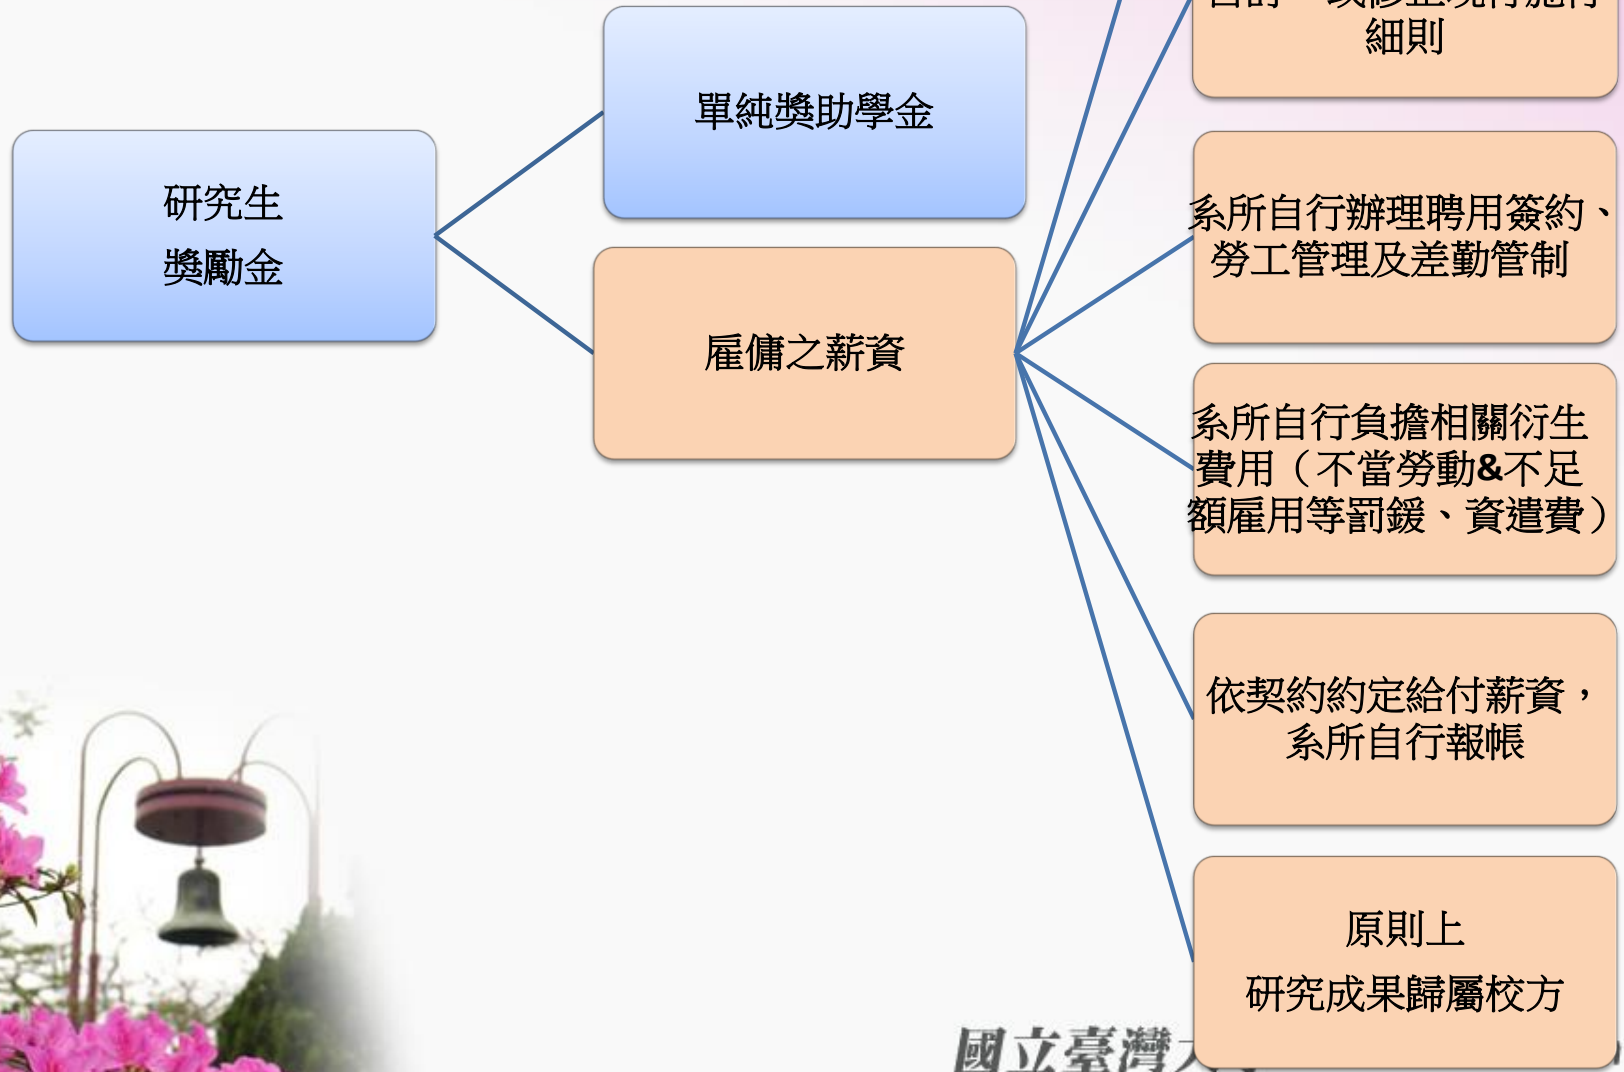 研究生
獎勵金
單純獎助學金
雇傭之薪資
細則
系所自行辦理聘用簽約、
勞工管理及差勤管制
系所自行負擔相關衍生
費用（不當勞動&不足
額雇用等罰鍰、資遣費）
依契約約定給付薪資，
系所自行報帳
原則上
研究成果歸屬校方
國立臺灣